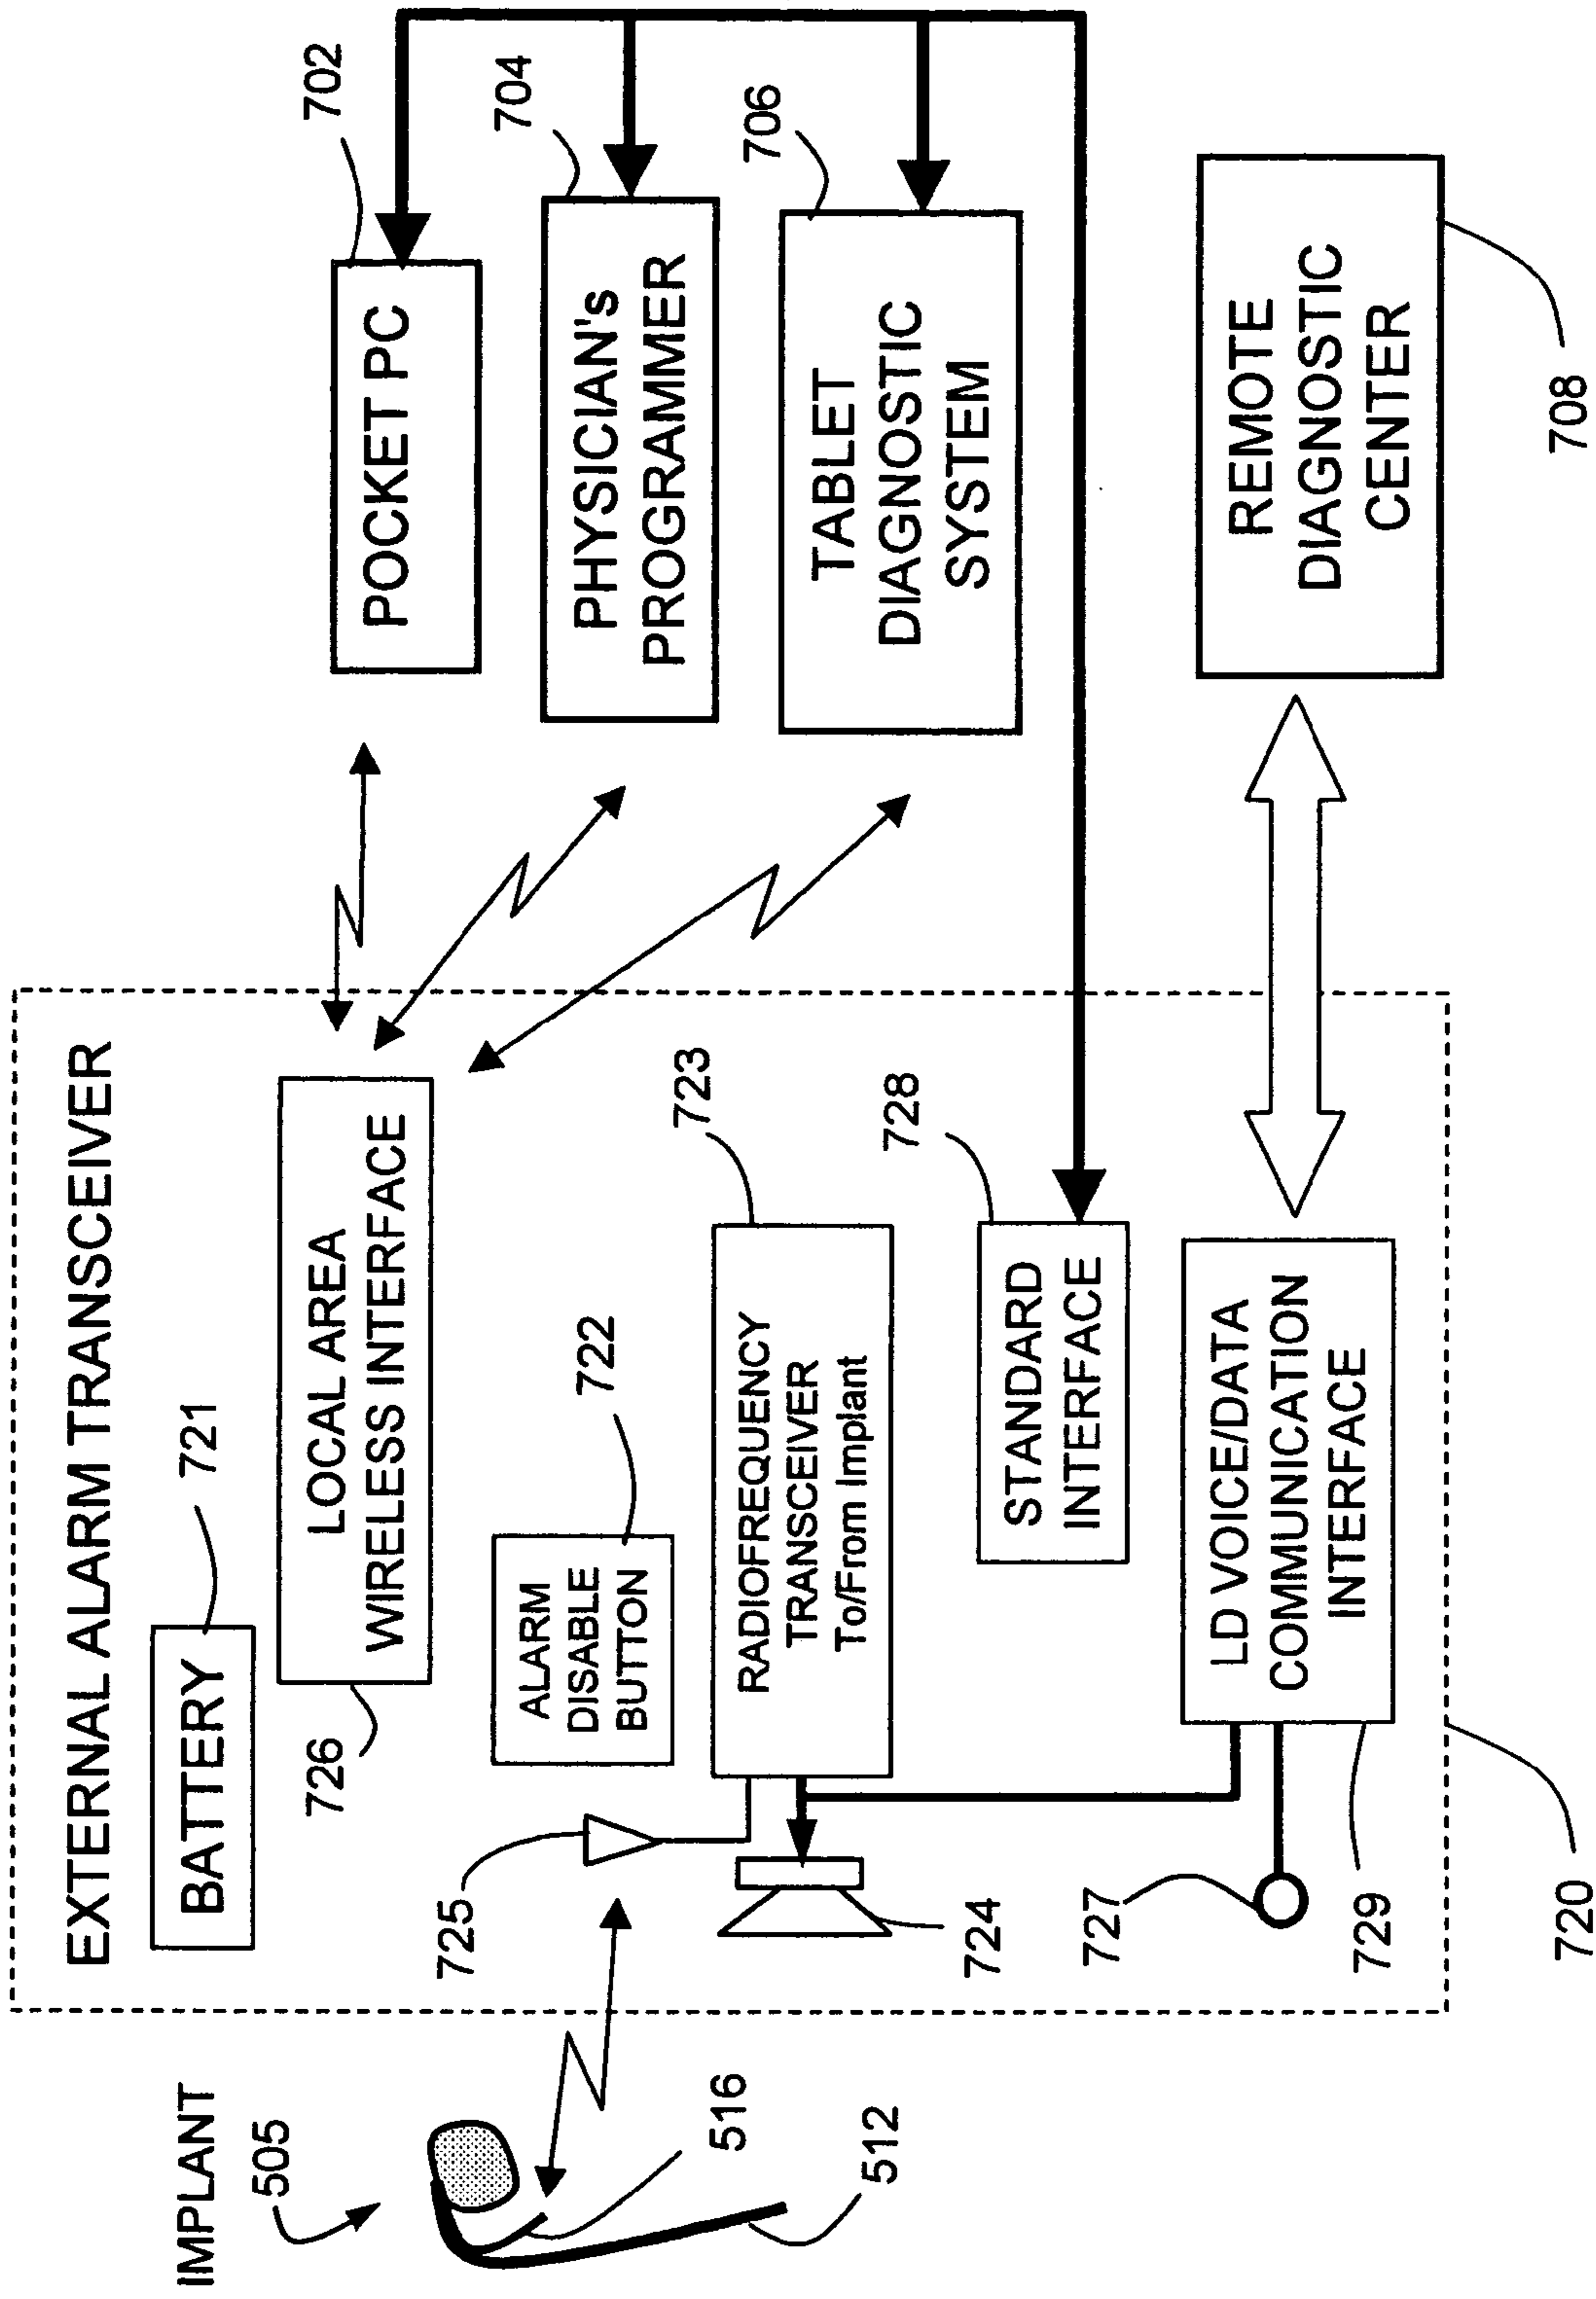 IMPLANT
505
516
512
EXTERNAL ALARM TRANSCEIVER
BATTERY
721
LOCAL AREA
WIRELESS INTERFACE
726
ALARM
DISABLE
BUTTON
722
725
RADIOFREQUENCY
TRANSCEIVER
To/From Implant
723
724
STANDARD
INTERFACE
728
727
LD VOICE/DATA
COMMUNICATION
INTERFACE
729
720
POCKET PC
702
PHYSICIAN's
PROGRAMMER
704
TABLET
DIAGNOSTIC
SYSTEM
706
REMOTE
DIAGNOSTIC
CENTER
708